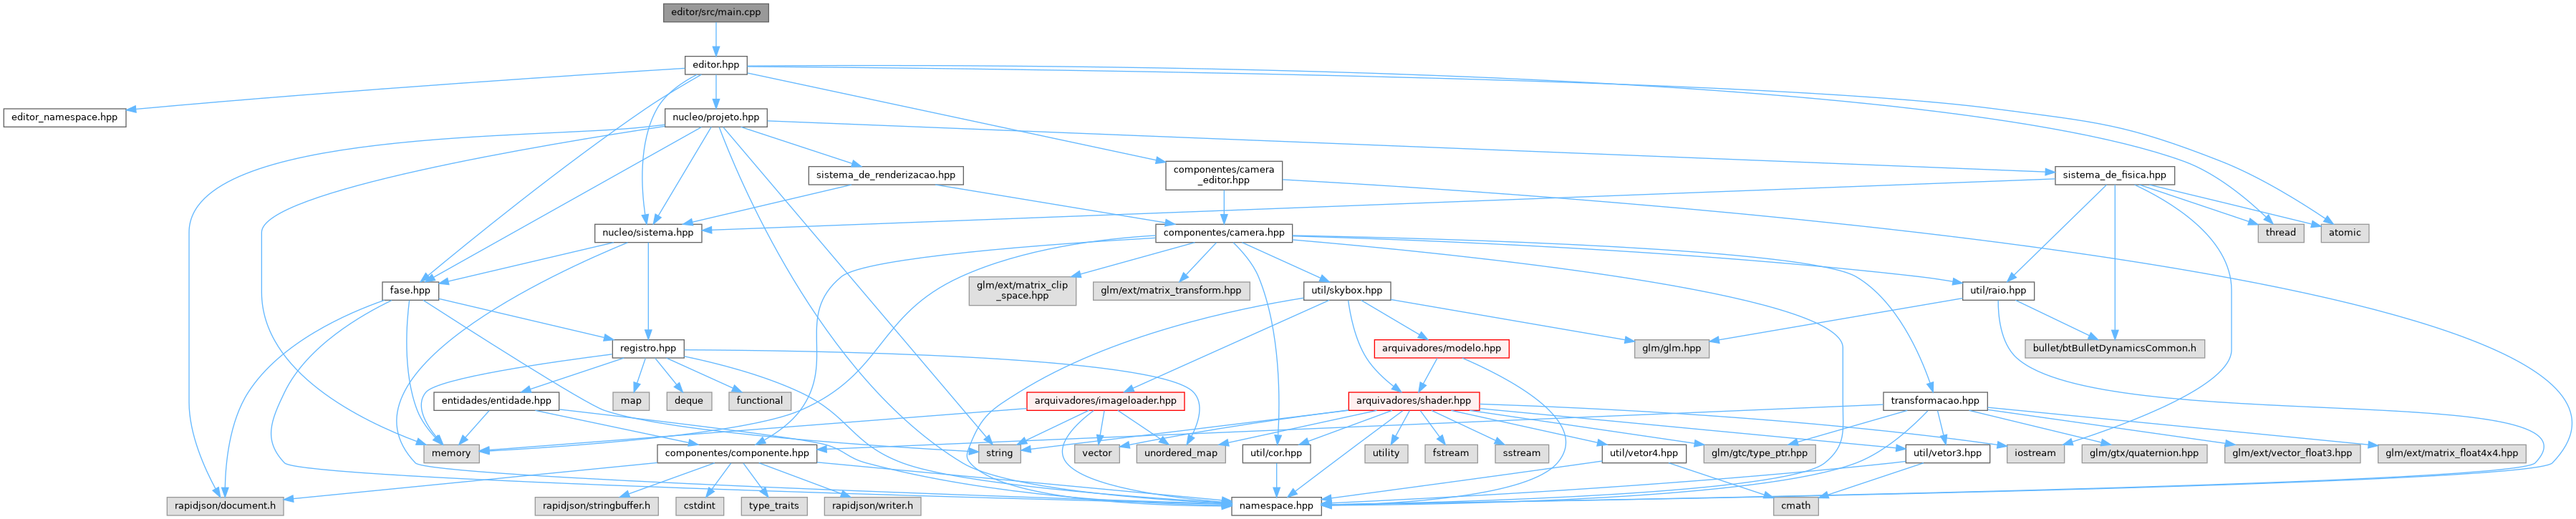 editor/src/main.cpp
editor.hpp
editor_namespace.hpp
nucleo/projeto.hpp
sistema_de_renderizacao.hpp
componentes/camera
_editor.hpp
sistema_de_fisica.hpp
nucleo/sistema.hpp
componentes/camera.hpp
thread
atomic
fase.hpp
glm/ext/matrix_clip
_space.hpp
glm/ext/matrix_transform.hpp
util/skybox.hpp
util/raio.hpp
registro.hpp
arquivadores/modelo.hpp
glm/glm.hpp
bullet/btBulletDynamicsCommon.h
entidades/entidade.hpp
map
deque
functional
arquivadores/imageloader.hpp
arquivadores/shader.hpp
transformacao.hpp
memory
componentes/componente.hpp
string
vector
unordered_map
util/cor.hpp
utility
fstream
sstream
util/vetor4.hpp
glm/gtc/type_ptr.hpp
util/vetor3.hpp
iostream
glm/gtx/quaternion.hpp
glm/ext/vector_float3.hpp
glm/ext/matrix_float4x4.hpp
rapidjson/document.h
rapidjson/stringbuffer.h
cstdint
type_traits
rapidjson/writer.h
namespace.hpp
cmath